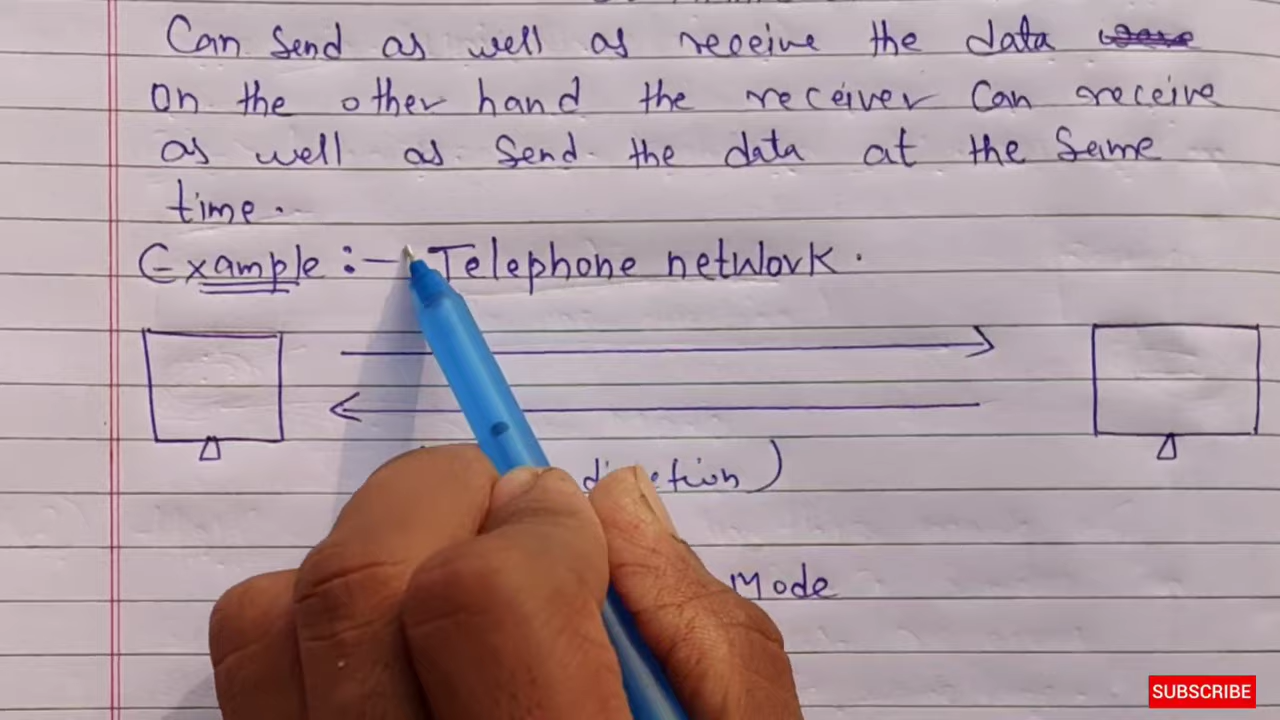 Can Send as well as receive the data
On the other hand the receiver Can receive
as well as Send the data at the Same
time.
Example :- Telephone network.
)
Mode
SUBSCRIBE